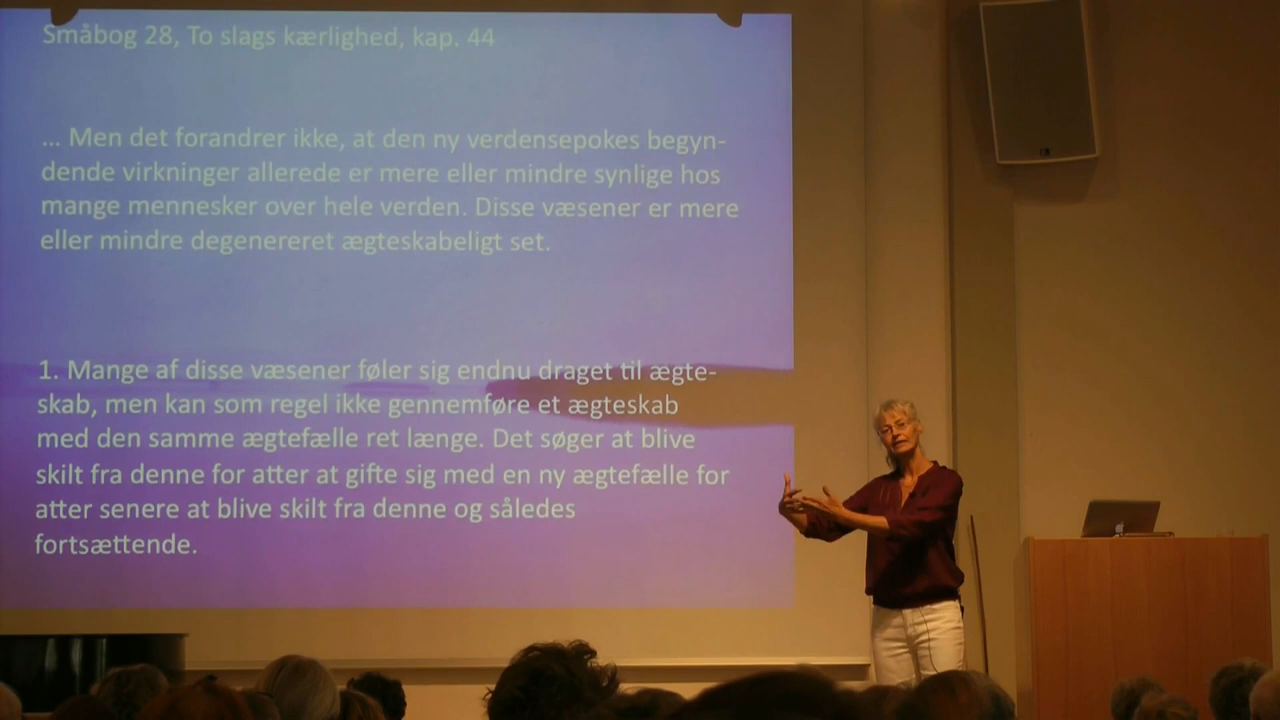 Småbog 28, To slags kærlighed, kap. 44
... Men det forandrer ikke, at den ny verdensepokes begyn-
dende virkninger allerede er mere eller mindre synlige hos
mange mennesker over hele verden. Disse væsener er mere
eller mindre degenereret ægteskabeligt set.
1. Mange af disse væsener føler sig endnu draget til ægte-
skab, men kan som regel ikke gennemføre et ægteskab
med den samme ægtefælle ret længe. Det søger at blive
skilt fra denne for atter at gifte sig med en ny ægtefælle for
atter senere at blive skilt fra denne og således
fortsættende.